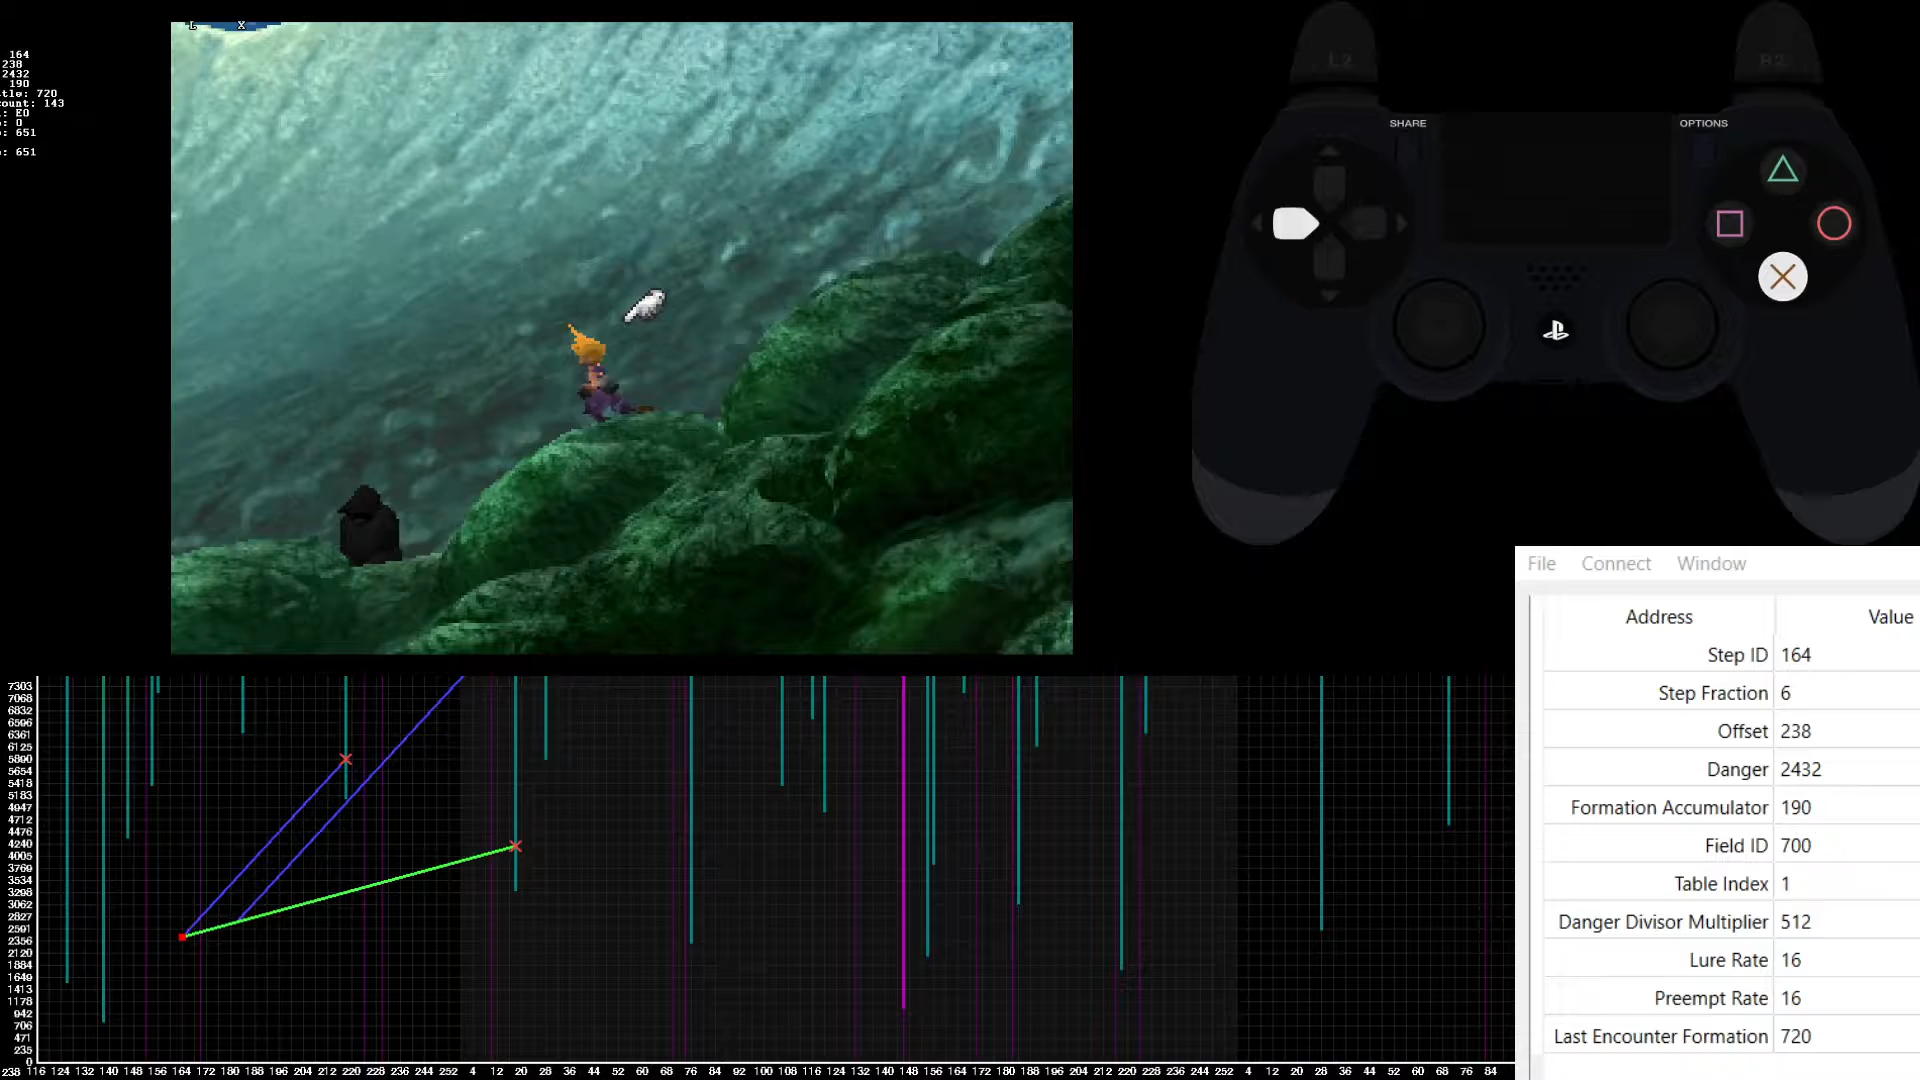 L X
164
238
2432
190
tle: 720
ount: 143
: E0
: 0
: 651
: 651
L2 R2
SHARE OPTIONS
File Connect Window
Address Value
Step ID 164
Step Fraction 6
Offset 238
Danger 2432
Formation Accumulator 190
Field ID 700
Table Index 1
Danger Divisor Multiplier 512
Lure Rate 16
Preempt Rate 16
Last Encounter Formation 720
7303
7068
6832
6596
6361
6125
5890
5654
5418
5183
4947
4712
4476
4240
4005
3769
3534
3298
3062
2827
2591
2356
2120
1884
1649
1413
1178
942
706
471
235
0
238 116 124 132 140 148 156 164 172 180 188 196 204 212 220 228 236 244 252 4 12 20 28 36 44 52 60 68 76 84 92 100 108 116 124 132 140 148 156 164 172 180 188 196 204 212 220 228 236 244 252 4 12 20 28 36 44 52 60 68 76 84